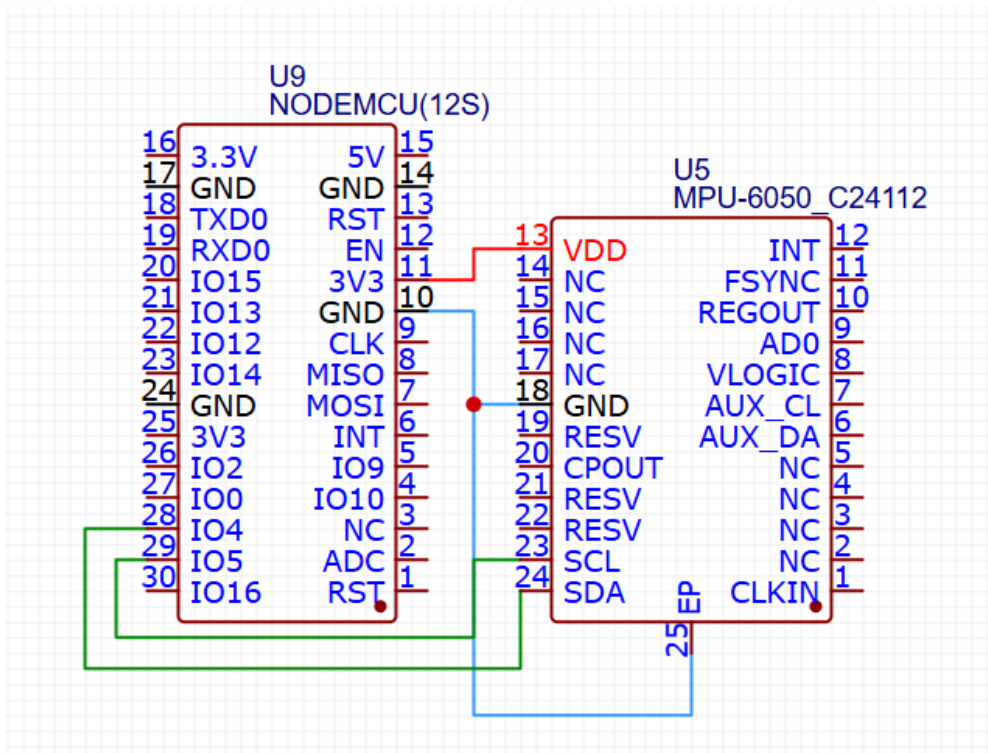 U9
NODEMCU(12S)
16 3.3V 5V 15
17 GND GND 14
18 TXD0 RST 13
19 RXD0 EN 12
20 IO15 3V3 11
21 IO13 GND 10
22 IO12 CLK 9
23 IO14 MISO 8
24 GND MOSI 7
25 3V3 INT 6
26 IO2 IO9 5
27 IO0 IO10 4
28 IO4 NC 3
29 IO5 ADC 2
30 IO16 RST 1
U5
MPU-6050_C24112
13 VDD INT 12
14 NC FSYNC 11
15 NC REGOUT 10
16 NC AD0 9
17 NC VLOGIC 8
18 GND AUX_CL 7
19 RESV AUX_DA 6
20 CPOUT NC 5
21 RESV NC 4
22 RESV NC 3
23 SCL NC 2
24 SDA CLKIN 1
EP
25